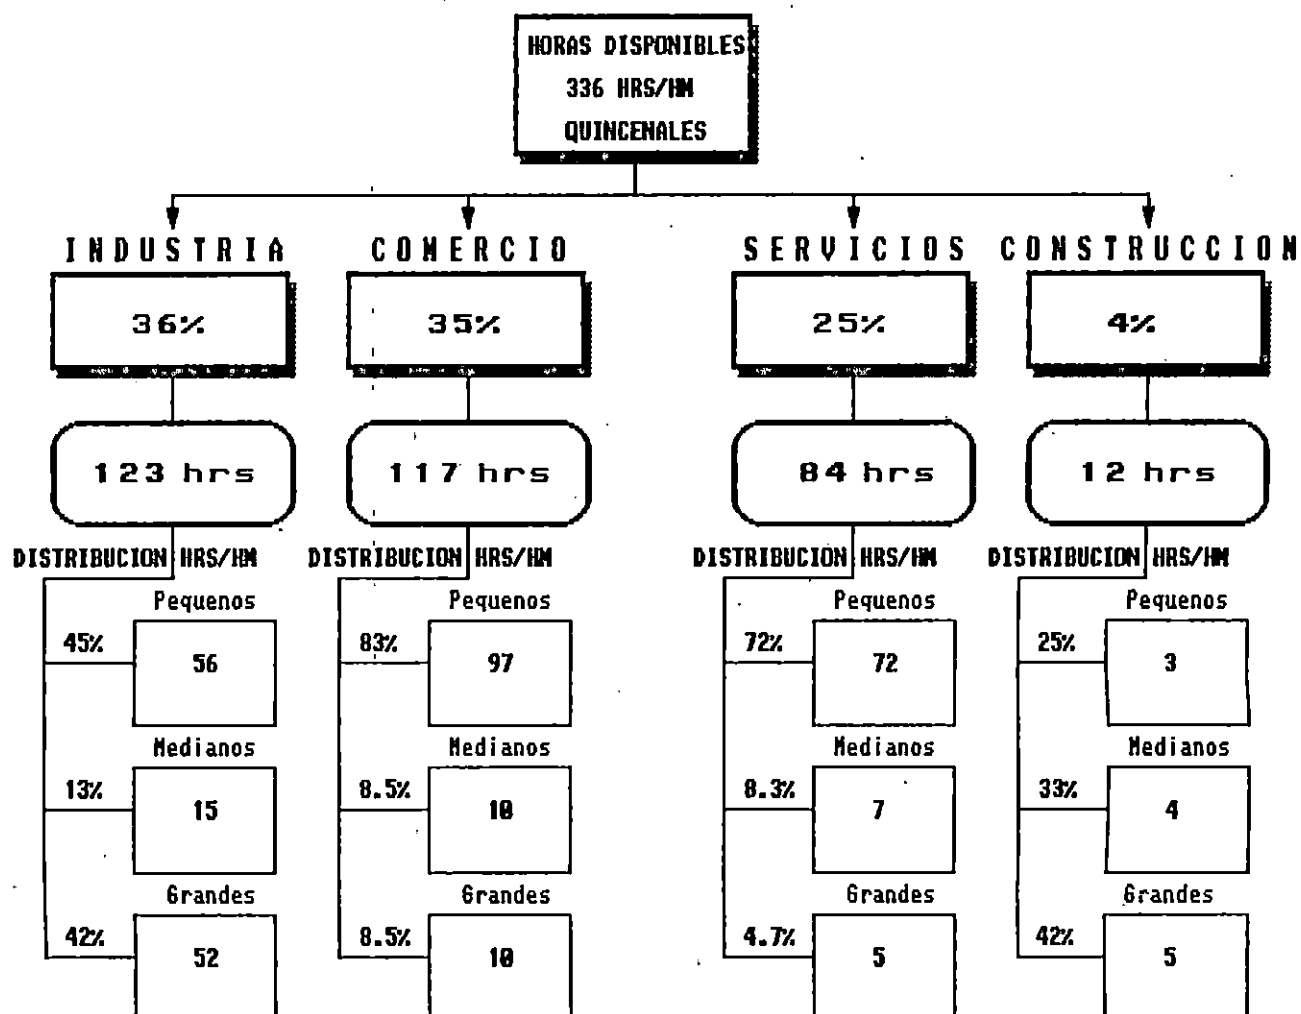 HORAS DISPONIBLES
336 HRS/HM
QUINCENALES
INDUSTRIA
COMERCIO
SERVICIOS
CONSTRUCCION
36%
35%
25%
4%
123 hrs
117 hrs
84 hrs
12 hrs
DISTRIBUCION HRS/HM
DISTRIBUCION HRS/HM
DISTRIBUCION HRS/HM
DISTRIBUCION HRS/HM
Pequenos
Pequenos
Pequenos
Pequenos
45%
56
83%
97
72%
72
25%
3
Medianos
Medianos
Medianos
Medianos
13%
15
8.5%
10
8.3%
7
33%
4
Grandes
Grandes
Grandes
Grandes
42%
52
8.5%
10
4.7%
5
42%
5